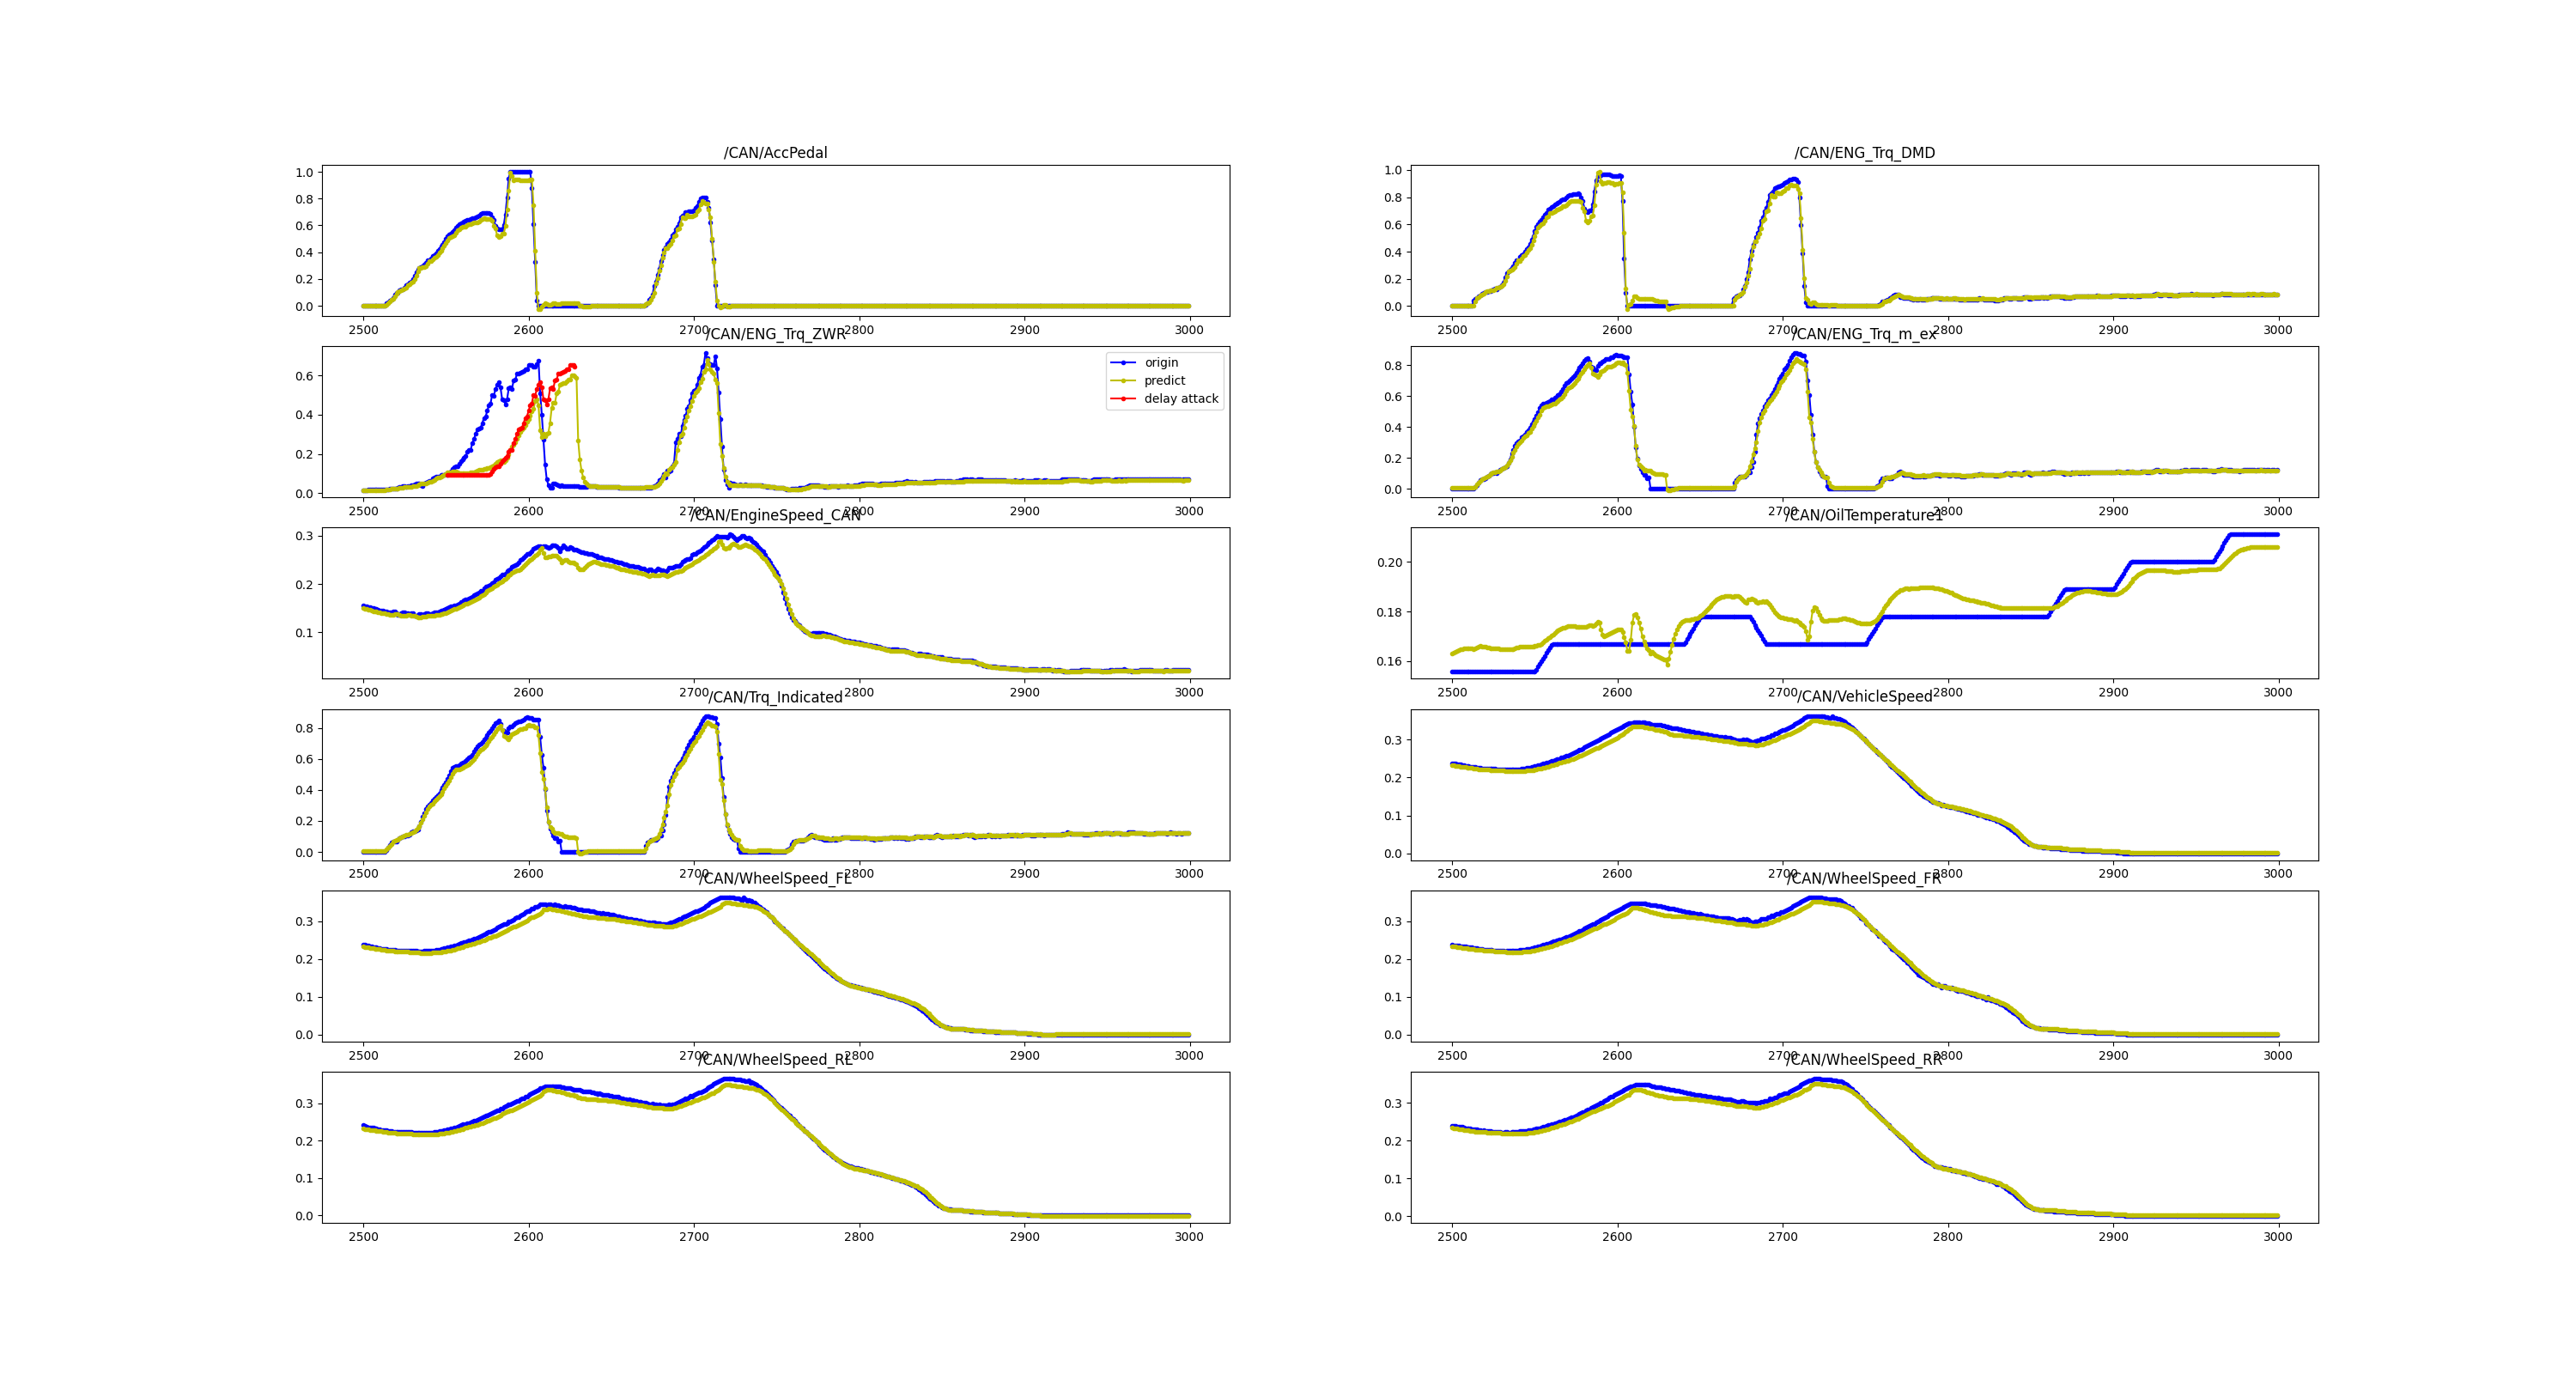 /CAN/AccPedal
1.0
0.8
0.6
0.4
0.2
0.0
2500 2600 2700 2800 2900 3000
/CAN/ENG_Trq_DMD
1.0
0.8
0.6
0.4
0.2
0.0
2500 2600 2700 2800 2900 3000
/CAN/ENG_Trq_ZWR
0.6
0.4
0.2
0.0
origin
predict
delay attack
2500 2600 2700 2800 2900 3000
/CAN/ENG_Trq_m_ex
0.8
0.6
0.4
0.2
0.0
2500 2600 2700 2800 2900 3000
/CAN/EngineSpeed_CAN
0.3
0.2
0.1
2500 2600 2700 2800 2900 3000
/CAN/OilTemperature1
0.20
0.18
0.16
2500 2600 2700 2800 2900 3000
/CAN/Trq_Indicated
0.8
0.6
0.4
0.2
0.0
2500 2600 2700 2800 2900 3000
/CAN/VehicleSpeed
0.3
0.2
0.1
0.0
2500 2600 2700 2800 2900 3000
/CAN/WheelSpeed_FL
0.3
0.2
0.1
0.0
2500 2600 2700 2800 2900 3000
/CAN/WheelSpeed_FR
0.3
0.2
0.1
0.0
2500 2600 2700 2800 2900 3000
/CAN/WheelSpeed_RL
0.3
0.2
0.1
0.0
2500 2600 2700 2800 2900 3000
/CAN/WheelSpeed_RR
0.3
0.2
0.1
0.0
2500 2600 2700 2800 2900 3000